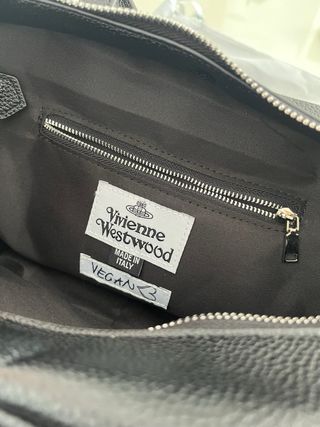 Vivienne
Westwood
MADE IN
ITALY
VEGAN <3